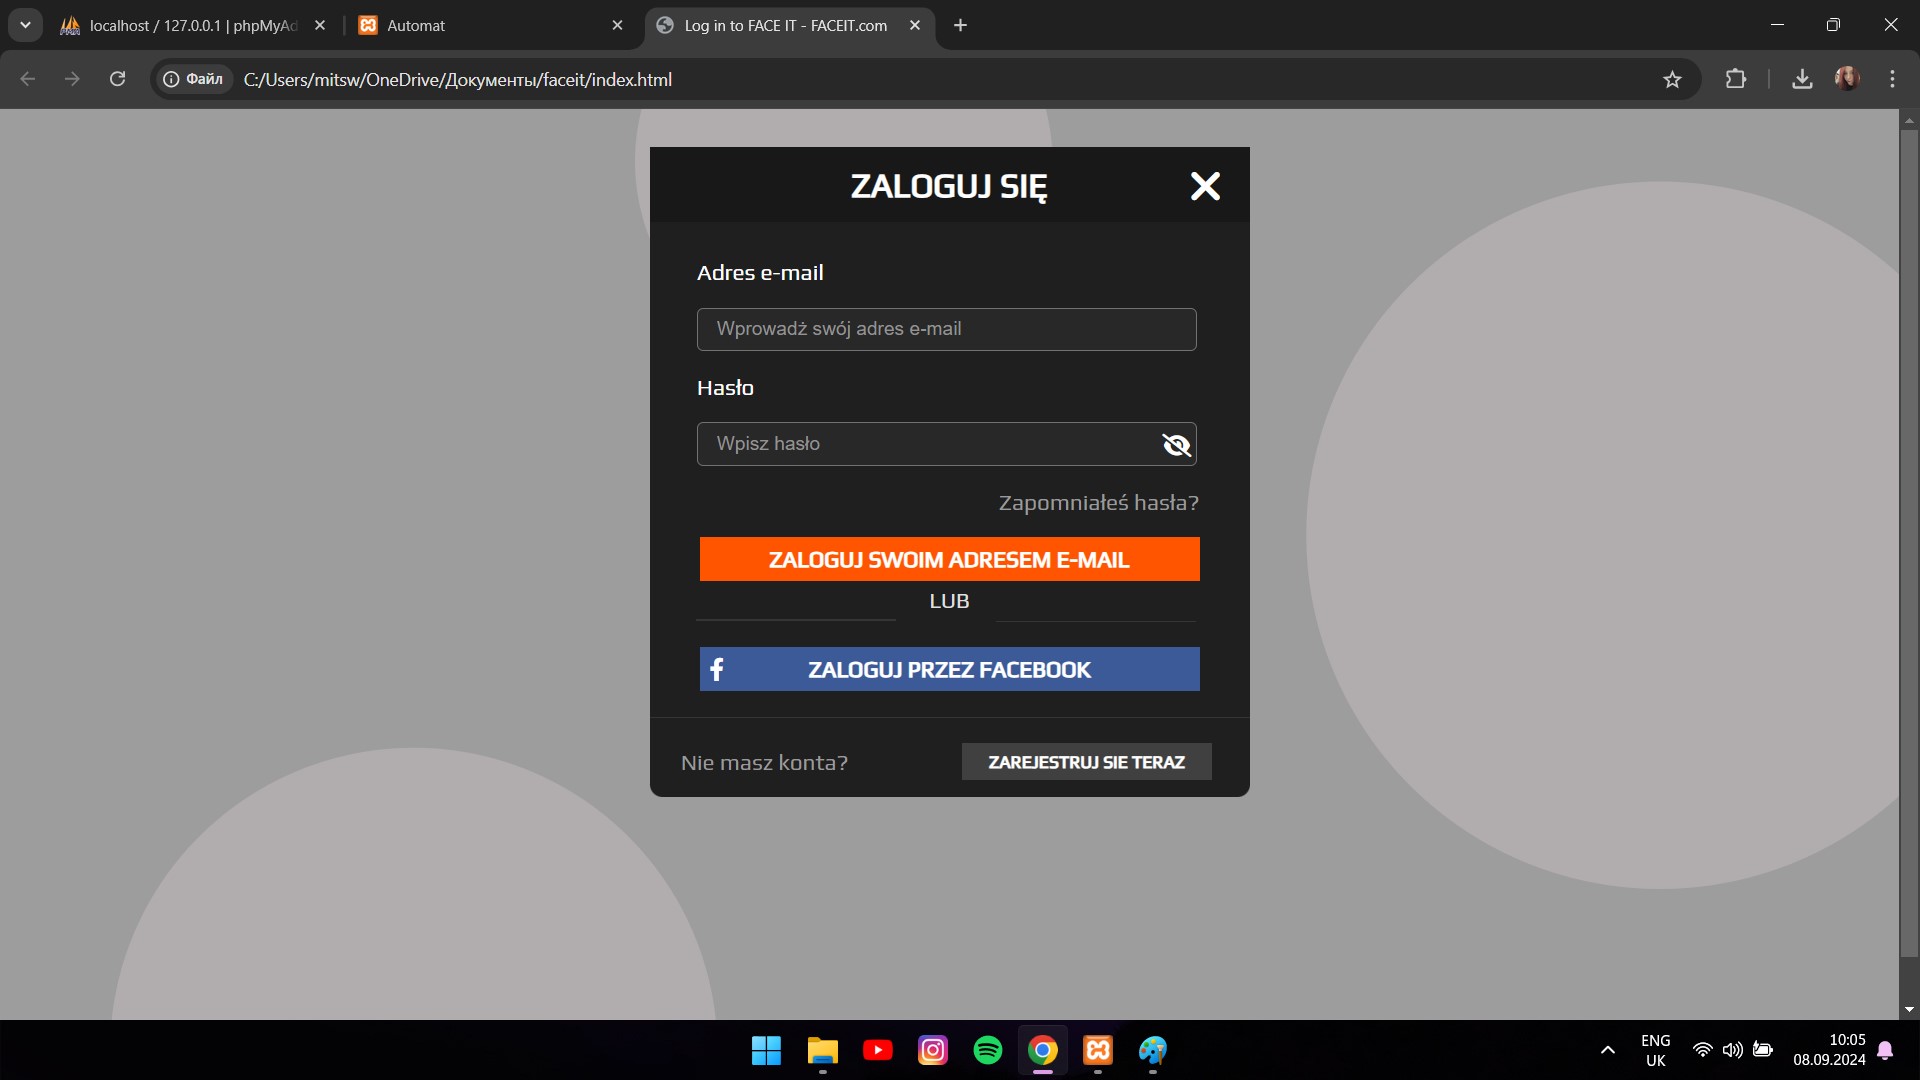 localhost / 127.0.0.1 | phpMyAd
Automat
Log in to FACE IT - FACEIT.com
Файл
C:/Users/mitsw/OneDrive/Документы/faceit/index.html
ZALOGUJ SIĘ
Adres e-mail
Wprowadż swój adres e-mail
Hasło
Wpisz hasło
Zapomniałeś hasła?
ZALOGUJ SWOIM ADRESEM E-MAIL
LUB
f
ZALOGUJ PRZEZ FACEBOOK
Nie masz konta?
ZAREJESTRUJ SIE TERAZ
ENG
UK
10:05
08.09.2024